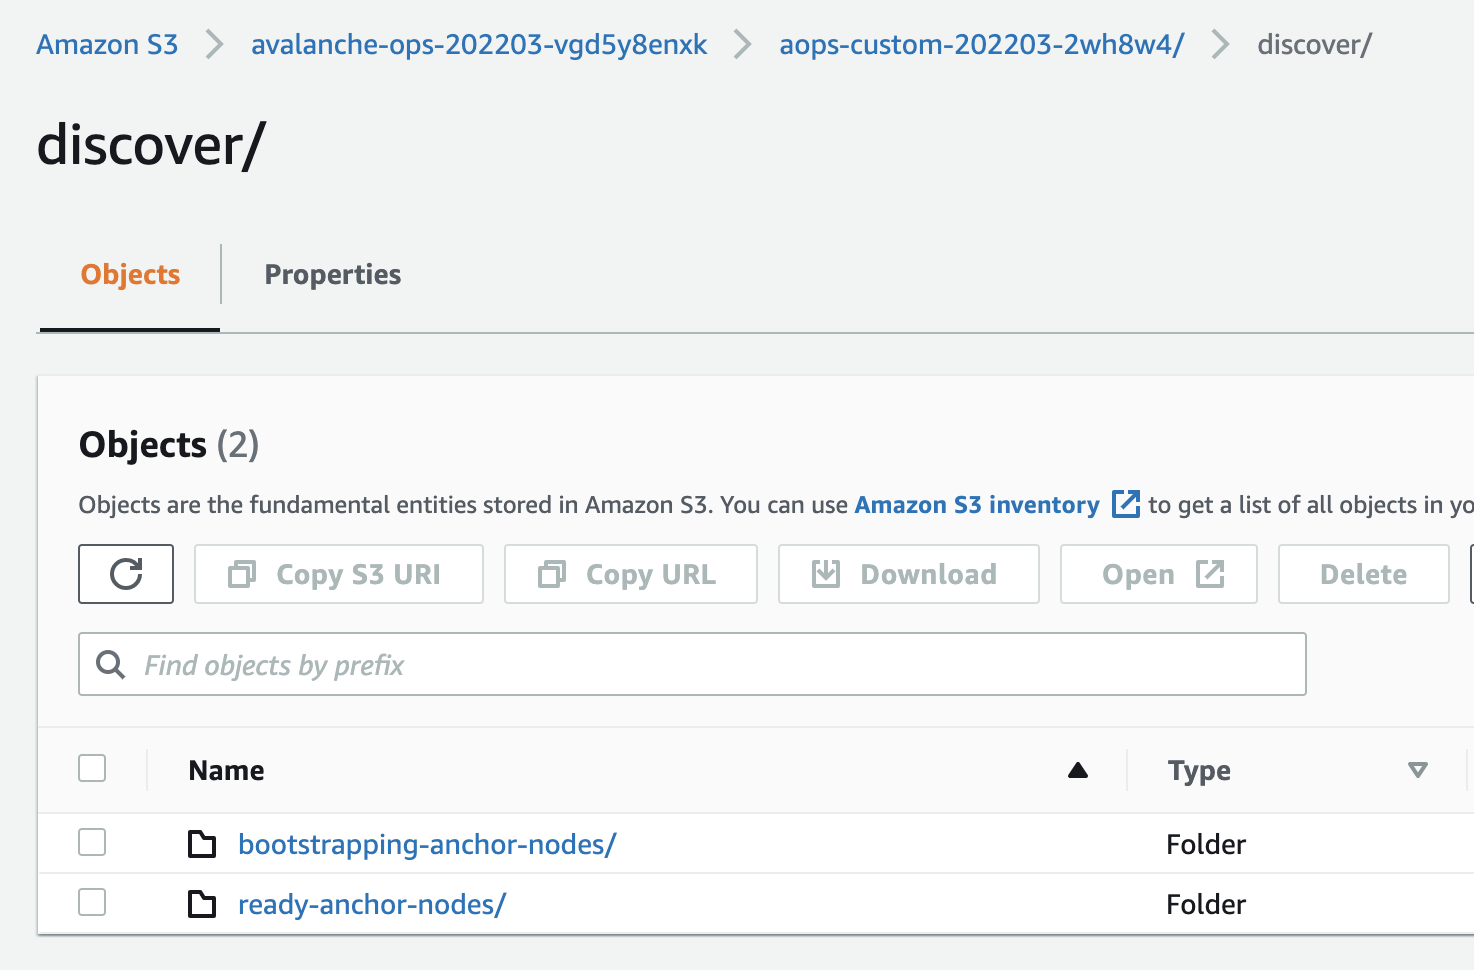 Amazon S3 > avalanche-ops-202203-vgd5y8enxk > aops-custom-202203-2wh8w4/ > discover/
discover/
Objects Properties
Objects (2)
Objects are the fundamental entities stored in Amazon S3. You can use Amazon S3 inventory to get a list of all objects in yo
Copy S3 URI Copy URL Download Open Delete
Find objects by prefix
Name Type
bootstrapping-anchor-nodes/ Folder
ready-anchor-nodes/ Folder